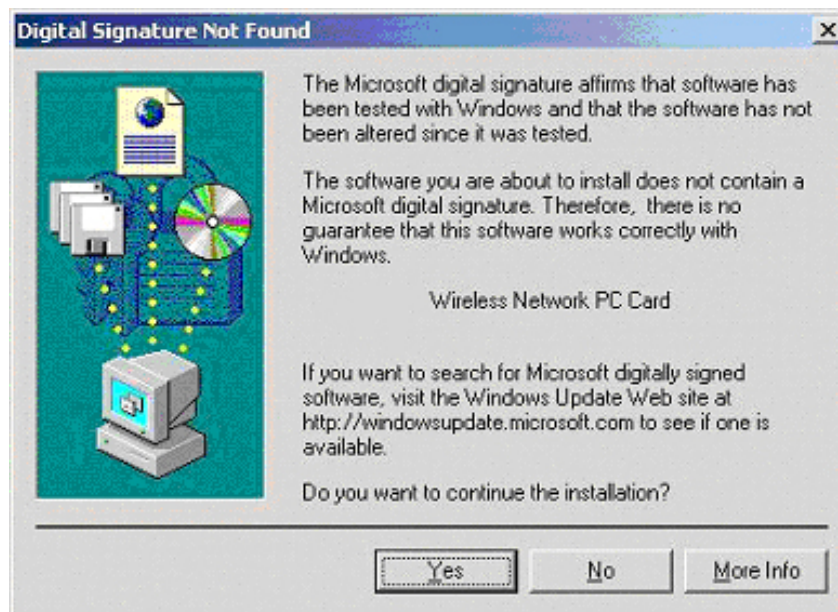 Digital Signature Not Found
The Microsoft digital signature affirms that software has
been tested with Windows and that the software has not
been altered since it was tested.
The software you are about to install does not contain a
Microsoft digital signature. Therefore, there is no
guarantee that this software works correctly with
Windows.
Wireless Network PC Card
If you want to search for Microsoft digitally signed
software, visit the Windows Update Web site at
http://windowsupdate.microsoft.com to see if one is
available.
Do you want to continue the installation?
Yes No More Info